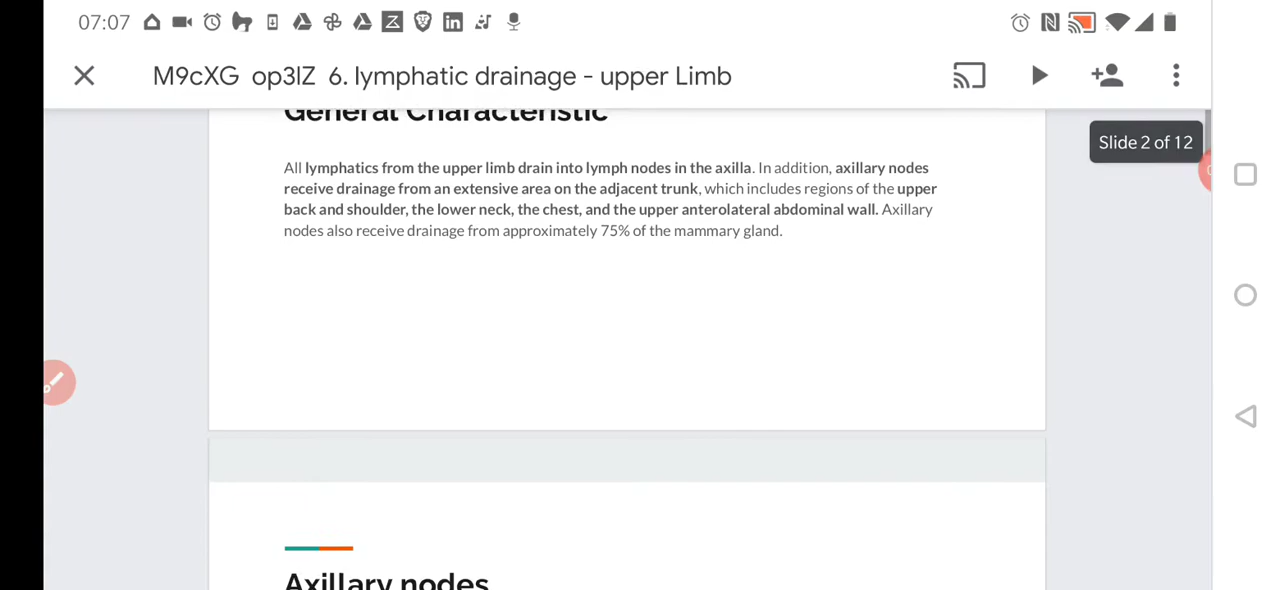 07:07
M9cXG op3lZ 6. lymphatic drainage - upper Limb
General Characteristic
Slide 2 of 12
All lymphatics from the upper limb drain into lymph nodes in the axilla. In addition, axillary nodes
receive drainage from an extensive area on the adjacent trunk, which includes regions of the upper
back and shoulder, the lower neck, the chest, and the upper anterolateral abdominal wall. Axillary
nodes also receive drainage from approximately 75% of the mammary gland.
Axillary nodes